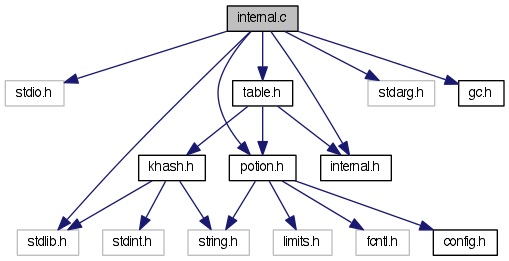 internal.c
stdio.h
table.h
stdarg.h
gc.h
khash.h
potion.h
internal.h
stdlib.h
stdint.h
string.h
limits.h
fcntl.h
config.h